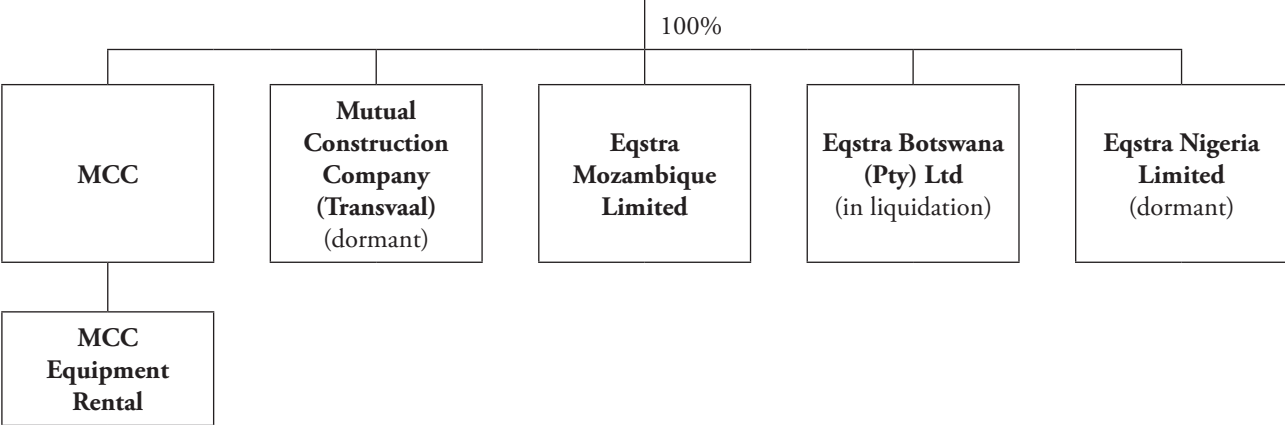 100%
MCC
Mutual
Construction
Company
(Transvaal)
(dormant)
Eqstra
Mozambique
Limited
Eqstra Botswana
(Pty) Ltd
(in liquidation)
Eqstra Nigeria
Limited
(dormant)
MCC
Equipment
Rental